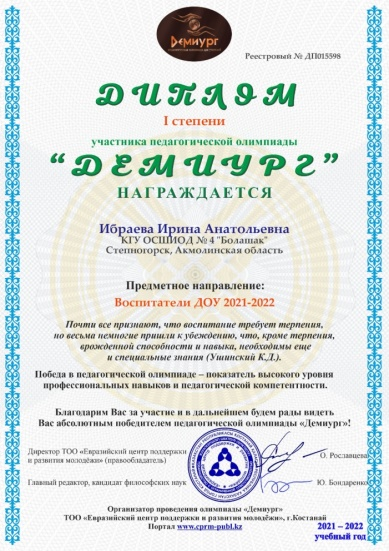 Демиург
Реестровый № ДП015598
ДИПЛОМ
I степени
участника педагогической олимпиады
“ДЕМИУРГ”
НАГРАЖДАЕТСЯ
Ибраева Ирина Анатольевна
"КГУ ОСШИОД № 4 "Болашак"
Степногорск, Акмолинская область
Предметное направление:
Воспитатели ДОУ 2021-2022
Почти все признают, что воспитание требует терпения,
но весьма немногие пришли к убеждению, что, кроме терпения,
врожденной способности и навыка, необходимы еще
и специальные знания (Ушинский К.Д.).
Победа в педагогической олимпиаде – показатель высокого уровня
профессиональных навыков и педагогической компетентности.
Благодарим Вас за участие и в дальнейшем будем рады видеть
Вас абсолютным победителем педагогической олимпиады «Демиург»!
Директор ТОО «Евразийский центр поддержки
и развития молодёжи» (правообладатель)
О. Рославцева
Главный редактор, кандидат философских наук
Ю. Бондаренко
Организатор проведения олимпиады «Демиург»
ТОО «Евразийский центр поддержки и развития молодежи», г.Костанай
Портал www.cprm-publ.kz
2021 – 2022
учебный год